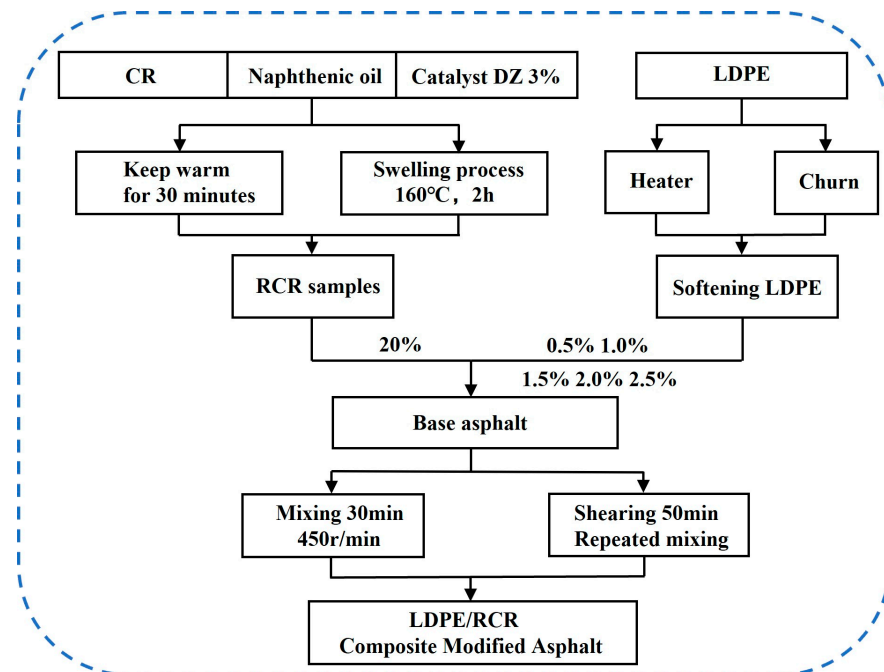 CR
Naphthenic oil
Catalyst DZ 3%
LDPE
Keep warm
for 30 minutes
Swelling process
160℃，2h
Heater
Churn
RCR samples
Softening LDPE
20%
0.5% 1.0%
1.5% 2.0% 2.5%
Base asphalt
Mixing 30min
450r/min
Shearing 50min
Repeated mixing
LDPE/RCR
Composite Modified Asphalt